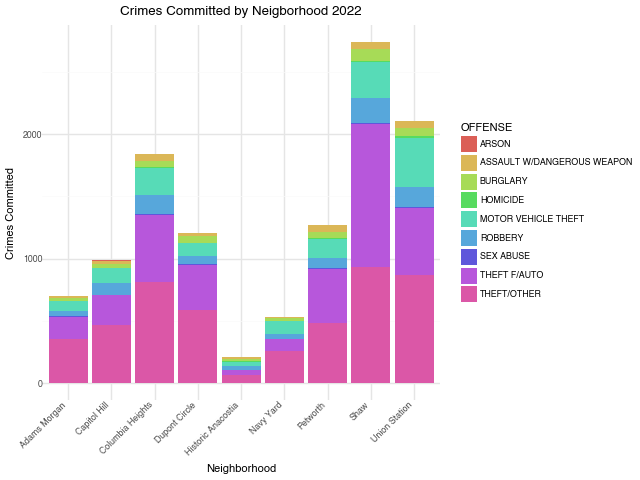 Crimes Committed by Neigborhood 2022
Crimes Committed
2000
1000
0
Adams Morgan
Capitol Hill
Columbia Heights
Dupont Circle
Historic Anacostia
Navy Yard
Petworth
Shaw
Union Station
Neighborhood
OFFENSE
ARSON
ASSAULT W/DANGEROUS WEAPON
BURGLARY
HOMICIDE
MOTOR VEHICLE THEFT
ROBBERY
SEX ABUSE
THEFT F/AUTO
THEFT/OTHER